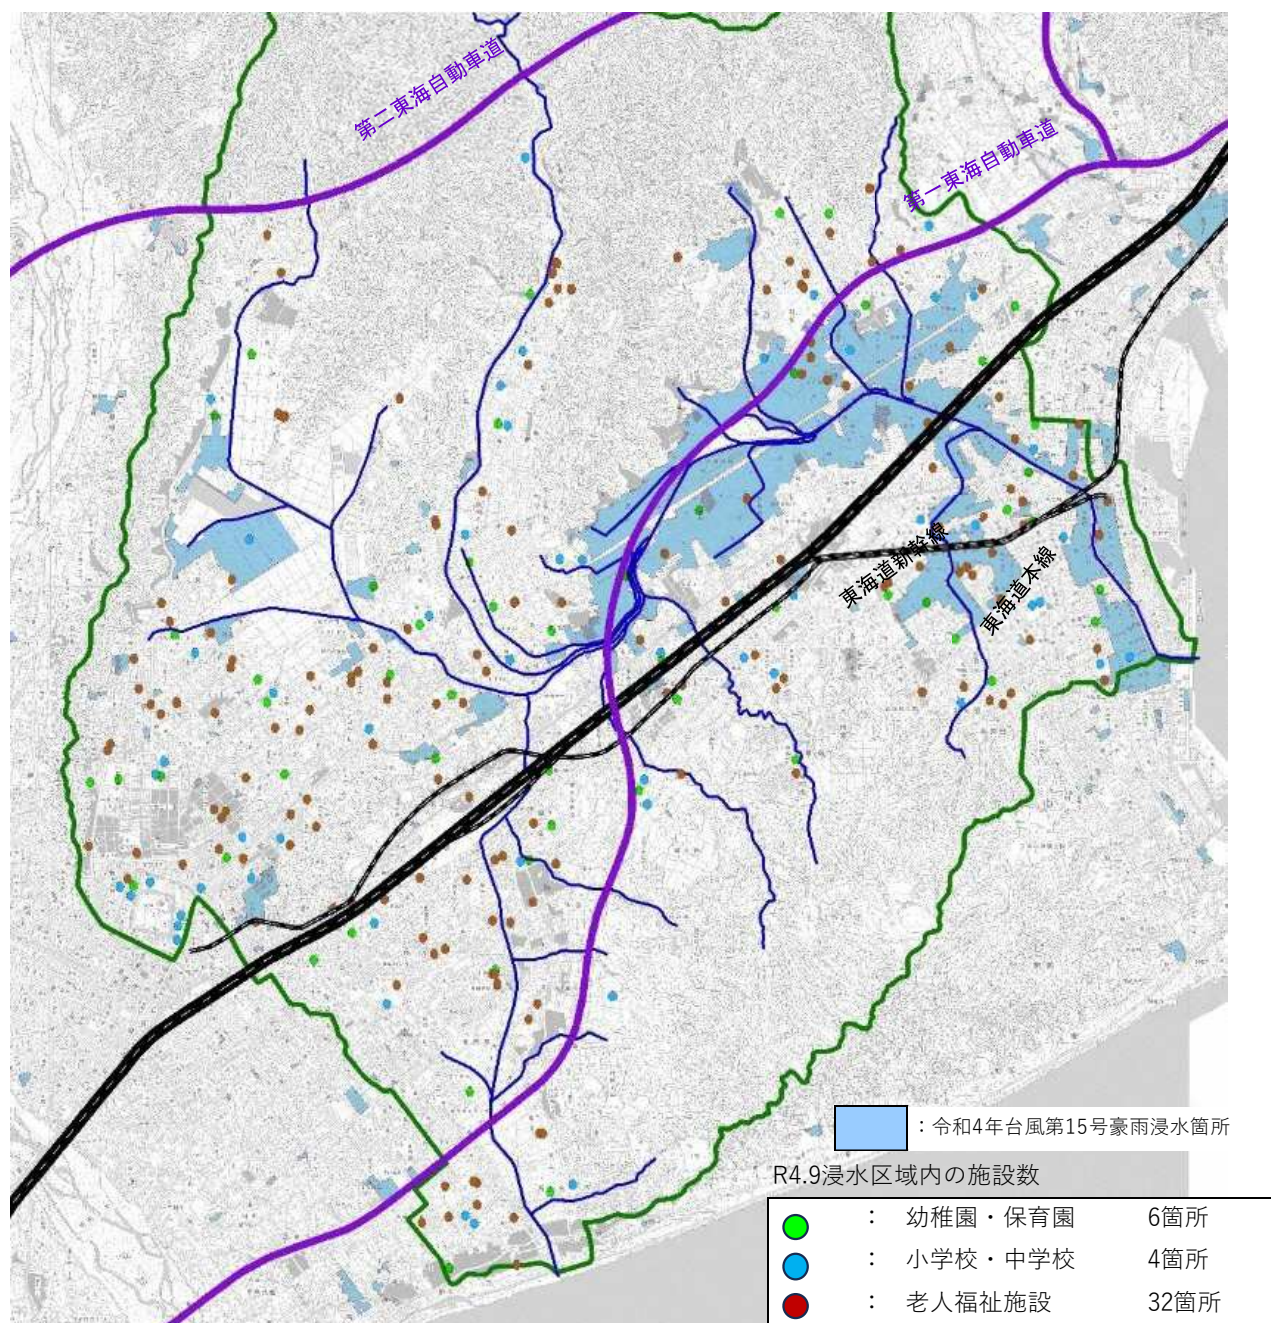 第二東海自動車道
第一東海自動車道
東海道新幹線
東海道本線
：令和4年台風第15号豪雨浸水箇所
R4.9浸水区域内の施設数
： 幼稚園・保育園 6箇所
： 小学校・中学校 4箇所
： 老人福祉施設 32箇所